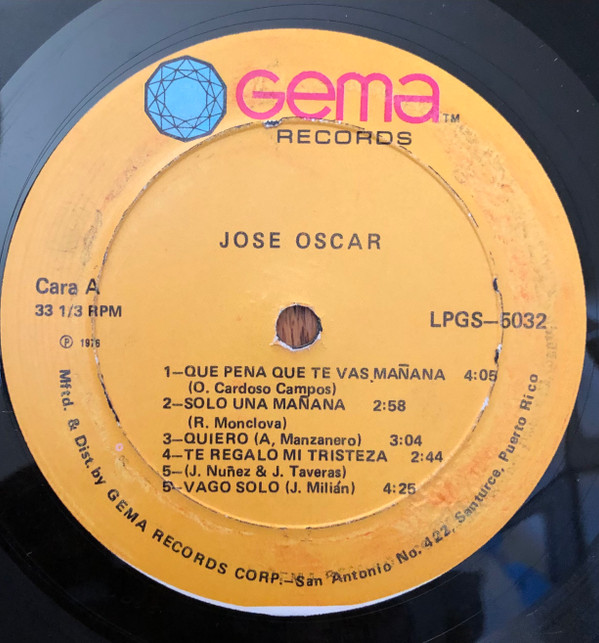 Gema TM
RECORDS
JOSE OSCAR
Cara A
33 1/3 RPM
LPGS-5032
Ⓟ 1976
1-QUE PENA QUE TE VAS MAÑANA 4:05
(O. Cardoso Campos)
2-SOLO UNA MAÑANA 2:58
(R. Monclova)
3-QUIERO (A, Manzanero) 3:04
4-TE REGALO MI TRISTEZA 2:44
5-(J. Nuñez & J. Taveras)
5-VAGO SOLO (J. Milián) 4:25
Mftd. & Dist. by GEMA RECORDS CORP.-San Antonio No. 422, Santurce, Puerto Rico